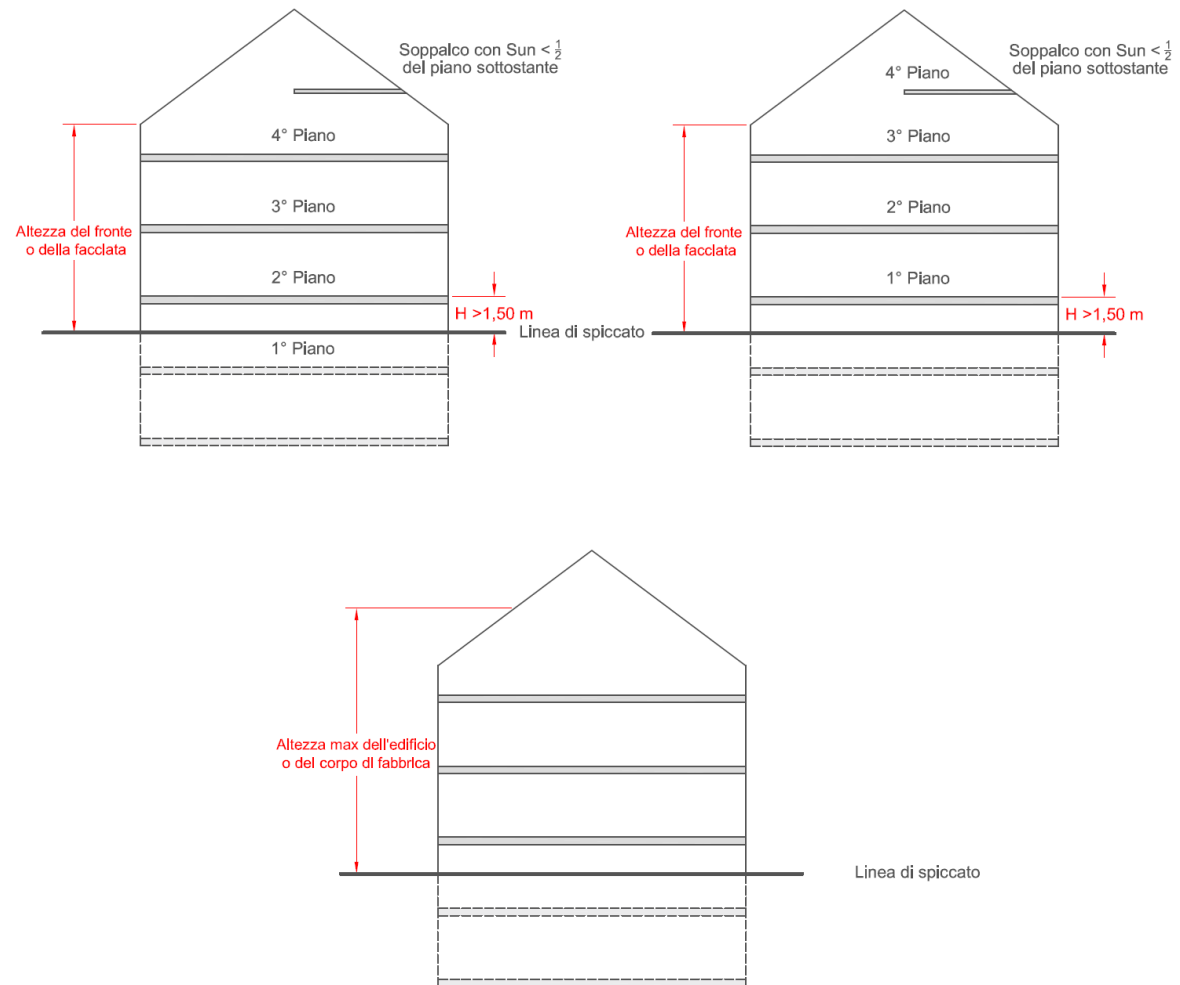 Soppalco con Sun < 1/2
del piano sottostante
4° Piano
3° Piano
Altezza del fronte
o della facciata
2° Piano
H >1,50 m
Linea di spiccato
1° Piano
Soppalco con Sun < 1/2
del piano sottostante
4° Piano
3° Piano
2° Piano
Altezza del fronte
o della facciata
1° Piano
H >1,50 m
Altezza max dell'edificio
o del corpo di fabbrica
Linea di spiccato